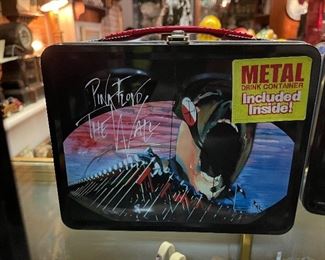 PINK FLOYD
THE WALL
METAL
DRINK CONTAINER
Included
Inside!